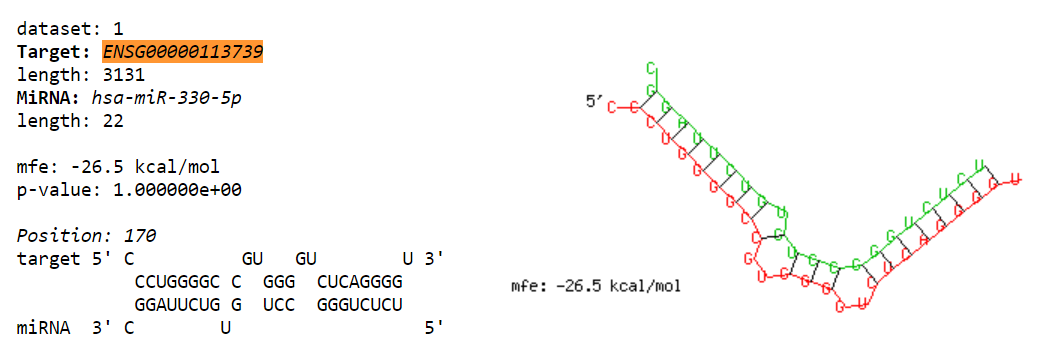 dataset: 1
Target: ENSG00000113739
length: 3131
MiRNA: hsa-miR-330-5p
length: 22
mfe: -26.5 kcal/mol
p-value: 1.000000e+00
Position: 170
target 5' C            GU    GU          U 3'
             CCUGGGGC C  GGG  CUCAGGGG
             GGAUUCUG G  UCC  GGGUCUCU
miRNA  3' C          U                     5'
5'
mfe: -26.5 kcal/mol